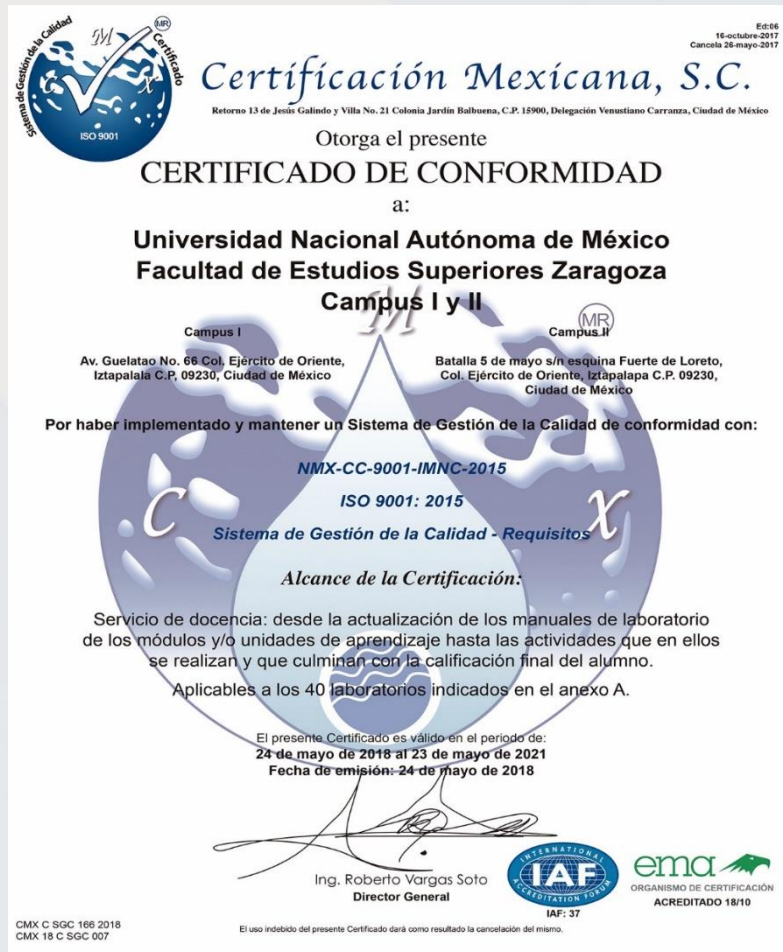 Sistema de Gestión de la Calidad
Certificado
MR
C M X
ISO 9001
Ed:06
16-octubre-2017
Cancela 26-mayo-2017
Certificación Mexicana, S.C.
Retorno 13 de Jesús Galindo y Villa No. 21 Colonia Jardín Balbuena, C.P. 15900, Delegación Venustiano Carranza, Ciudad de México
Otorga el presente
CERTIFICADO DE CONFORMIDAD
a:
Universidad Nacional Autónoma de México
Facultad de Estudios Superiores Zaragoza
Campus I y II
M
MR
Campus I
Av. Guelatao No. 66 Col. Ejército de Oriente,
Iztapalala C.P, 09230, Ciudad de México
Campus II
Batalla 5 de mayo s/n esquina Fuerte de Loreto,
Col. Ejército de Oriente, Iztapalapa C.P. 09230,
Ciudad de México
Por haber implementado y mantener un Sistema de Gestión de la Calidad de conformidad con:
NMX-CC-9001-IMNC-2015
ISO 9001: 2015
C X
Sistema de Gestión de la Calidad - Requisitos
Alcance de la Certificación:
Servicio de docencia: desde la actualización de los manuales de laboratorio
de los módulos y/o unidades de aprendizaje hasta las actividades que en ellos
se realizan y que culminan con la calificación final del alumno.
Aplicables a los 40 laboratorios indicados en el anexo A.
El presente Certificado es válido en el periodo de:
24 de mayo de 2018 al 23 de mayo de 2021
Fecha de emisión: 24 de mayo de 2018
Ing. Roberto Vargas Soto
Director General
INTERNATIONAL
IAF
ACCREDITATION FORUM
IAF: 37
ema
ORGANISMO DE CERTIFICACIÓN
ACREDITADO 18/10
CMX C SGC 166 2018
CMX 18 C SGC 007
El uso indebido del presente Certificado dará como resultado la cancelación del mismo.